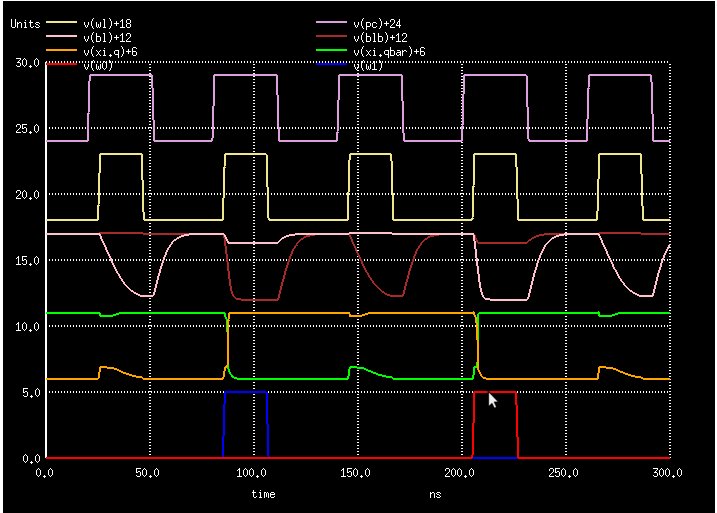 Units v(wl)+18 v(pc)+24
v(bl)+12 v(blb)+12
v(xi.q)+6 v(xi.qbar)+6
v(w0) v(w1)
30.0
25.0
20.0
15.0
10.0
5.0
0.0
0.0 50.0 100.0 150.0 200.0 250.0 300.0
time ns